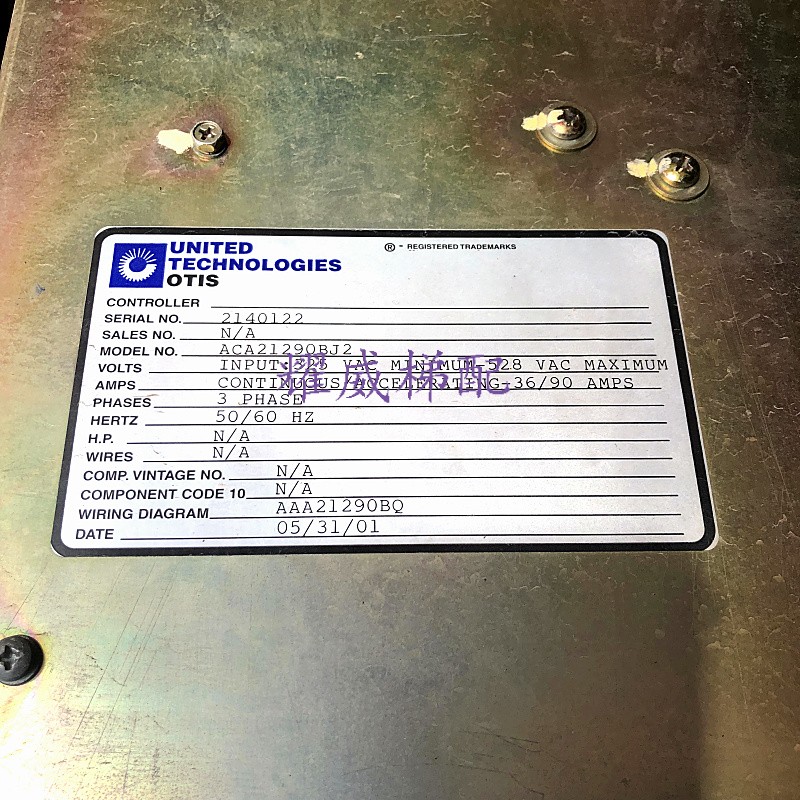 UNITED
TECHNOLOGIES
OTIS
® - REGISTERED TRADEMARKS
CONTROLLER
SERIAL NO. 2140122
SALES NO. N/A
MODEL NO. ACA21290BJ2
VOLTS INPUT-325 VAC MINIMUM-528 VAC MAXIMUM
AMPS CONTINUOUS/ACCELERATING-36/90 AMPS
耀威梯配
PHASES 3 PHASE
HERTZ 50/60 HZ
H.P. N/A
WIRES N/A
COMP. VINTAGE NO. N/A
COMPONENT CODE 10 N/A
WIRING DIAGRAM AAA21290BQ
DATE 05/31/01